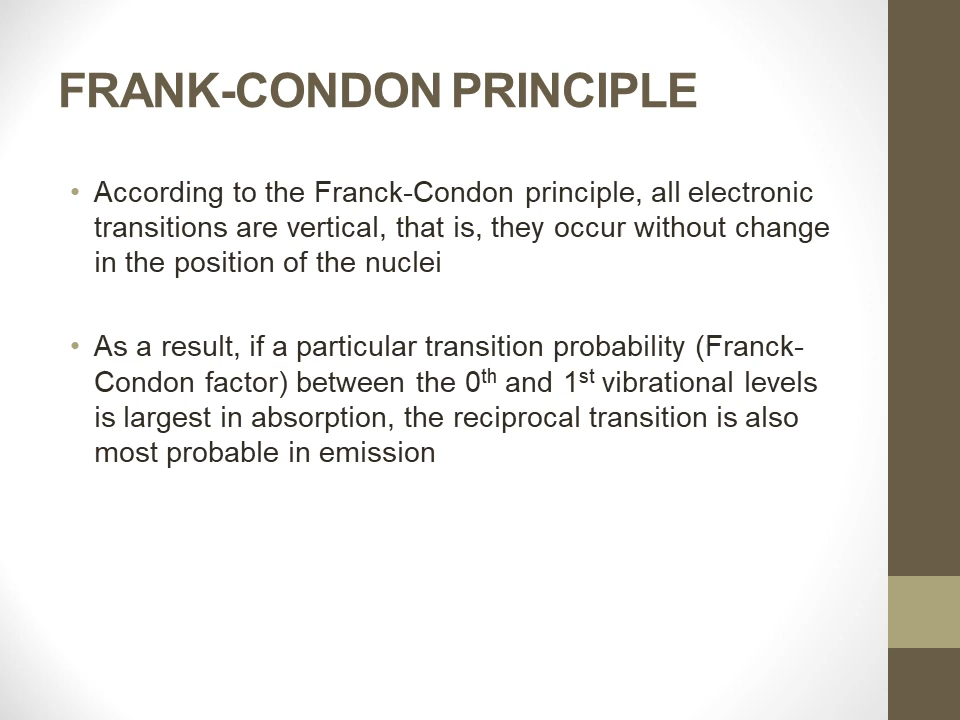 FRANK-CONDON PRINCIPLE
• According to the Franck-Condon principle, all electronic
transitions are vertical, that is, they occur without change
in the position of the nuclei
• As a result, if a particular transition probability (Franck-
Condon factor) between the 0th and 1st vibrational levels
is largest in absorption, the reciprocal transition is also
most probable in emission